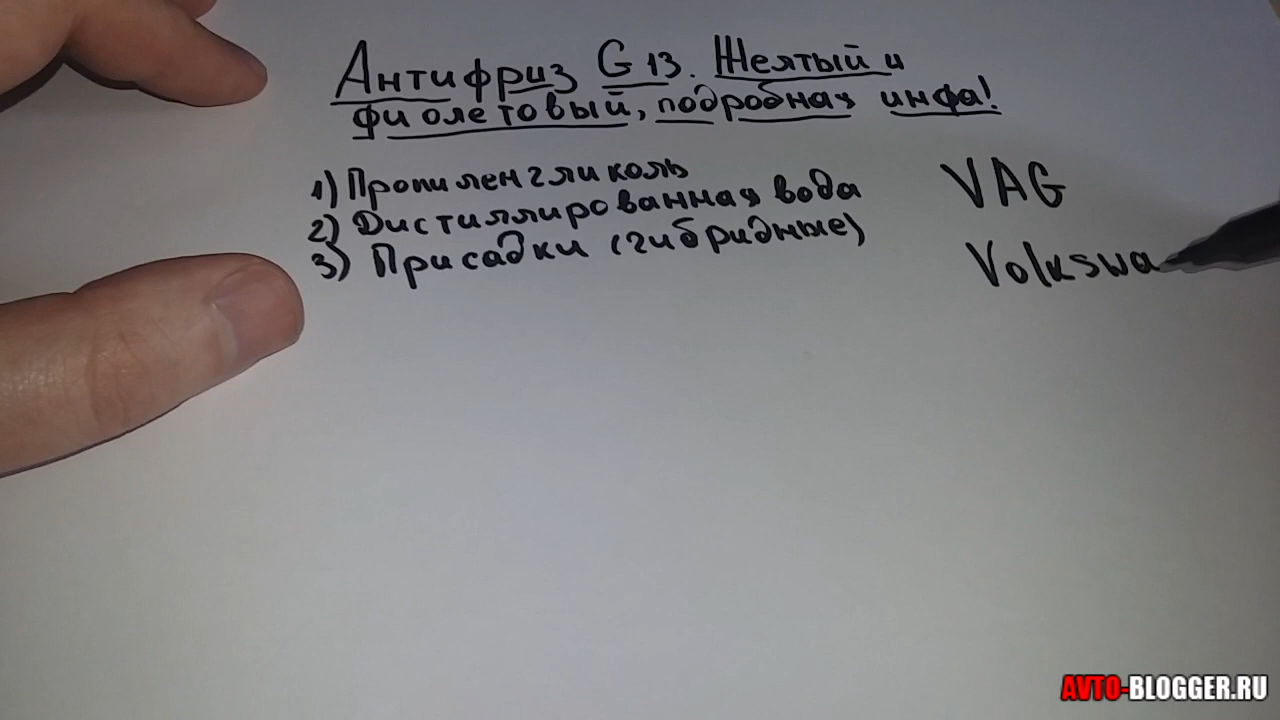 Антифриз G13. Желтый и
фиолетовый, подробная инфа!
1) Пропиленгликоль
2) Дистиллированная вода
3) Присадки (гибридные)
VAG
Volkswa
AVTO-BLOGGER.RU